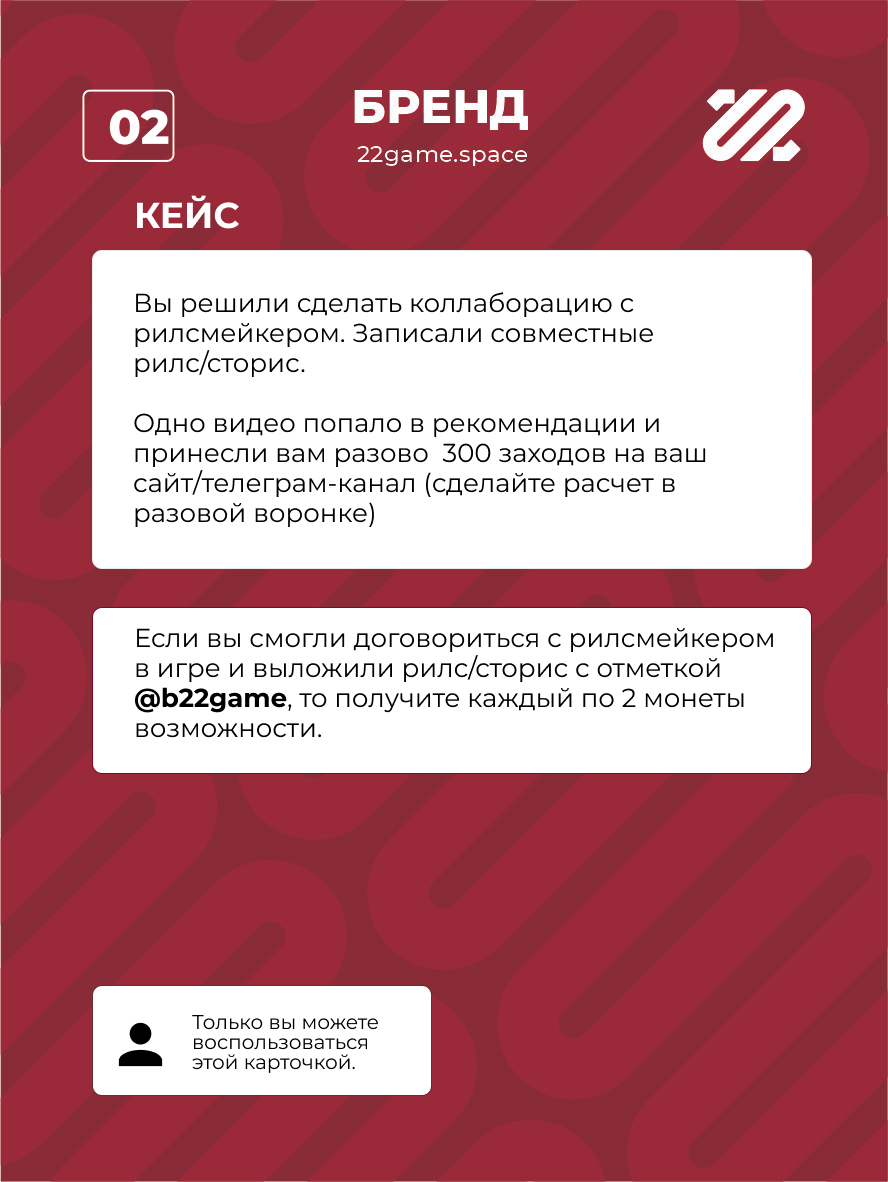 02
БРЕНД
22game.space
КЕЙС
Вы решили сделать коллаборацию с
рилсмейкером. Записали совместные
рилс/сторис.
Одно видео попало в рекомендации и
принесли вам разово  300 заходов на ваш
сайт/телеграм-канал (сделайте расчет в
разовой воронке)
Если вы смогли договориться с рилсмейкером
в игре и выложили рилс/сторис с отметкой
@b22game, то получите каждый по 2 монеты
возможности.
Только вы можете
воспользоваться
этой карточкой.